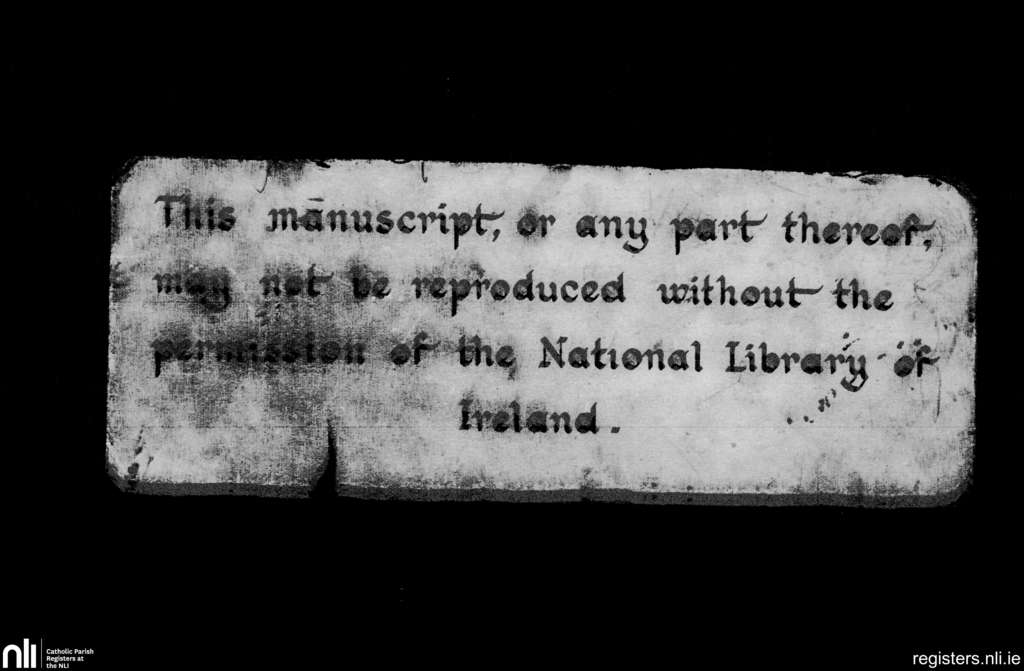 This manuscript, or any part thereof,
may not be reproduced without the
permission of the National Library of
Ireland.
nli
Catholic Parish
Registers at
the NLI
registers.nli.ie